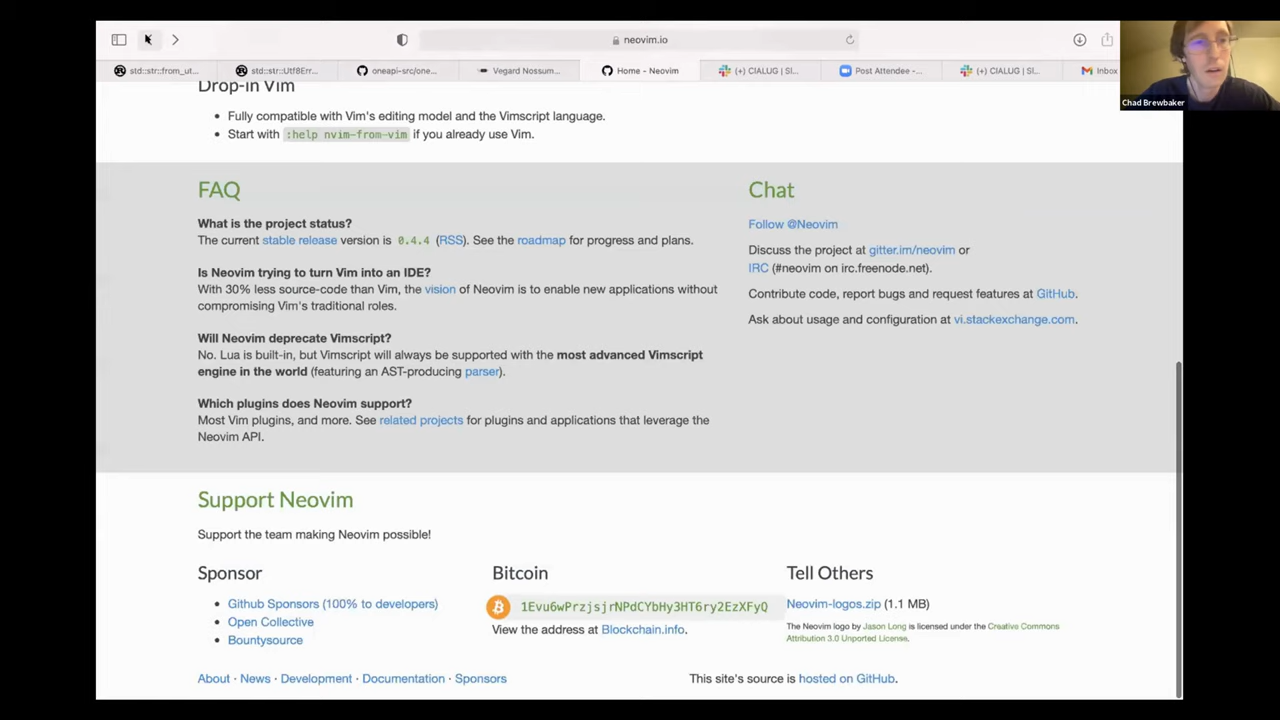 neovim.io
std::str::from_ut...
std::str::Utf8Err...
oneapi-src/one...
Vegard Nossum...
Home - Neovim
(+) CIALUG | Sl...
Post Attendee -...
(+) CIALUG | Sl...
Inbox
Chad Brewbaker
Drop-in Vim
Fully compatible with Vim's editing model and the Vimscript language.
Start with :help nvim-from-vim if you already use Vim.
FAQ
What is the project status?
The current stable release version is 0.4.4 (RSS). See the roadmap for progress and plans.
Is Neovim trying to turn Vim into an IDE?
With 30% less source-code than Vim, the vision of Neovim is to enable new applications without
compromising Vim's traditional roles.
Will Neovim deprecate Vimscript?
No. Lua is built-in, but Vimscript will always be supported with the most advanced Vimscript
engine in the world (featuring an AST-producing parser).
Which plugins does Neovim support?
Most Vim plugins, and more. See related projects for plugins and applications that leverage the
Neovim API.
Chat
Follow @Neovim
Discuss the project at gitter.im/neovim or
IRC (#neovim on irc.freenode.net).
Contribute code, report bugs and request features at GitHub.
Ask about usage and configuration at vi.stackexchange.com.
Support Neovim
Support the team making Neovim possible!
Sponsor
Github Sponsors (100% to developers)
Open Collective
Bountysource
Bitcoin
1Evu6wPrzjsjrNPdCYbHy3HT6ry2EzXFyQ
View the address at Blockchain.info.
Tell Others
Neovim-logos.zip (1.1 MB)
The Neovim logo by Jason Long is licensed under the Creative Commons
Attribution 3.0 Unported License.
About · News · Development · Documentation · Sponsors
This site's source is hosted on GitHub.